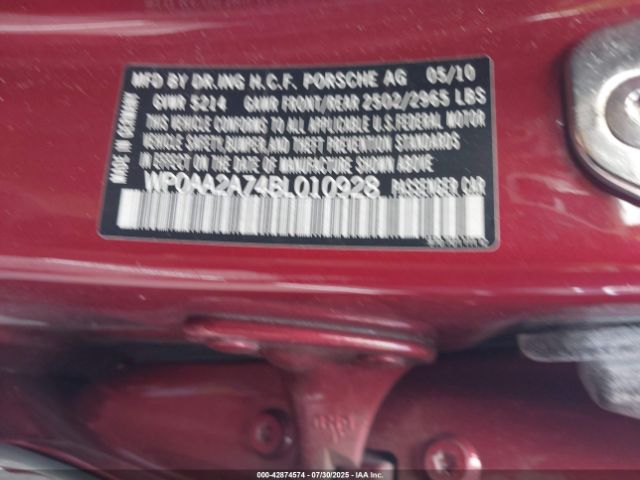 MFD BY DR.ING H.C.F. PORSCHE AG 05/10
GVWR 5214 GAWR FRONT/REAR 2502/2965 LBS
THIS VEHICLE CONFORMS TO ALL APPLICABLE U.S.FEDERAL MOTOR
VEHICLE SAFETY,BUMPER,AND THEFT PREVENTION STANDARDS
IN EFFECT ON THE DATE OF MANUFACTURE SHOWN ABOVE
WP0AA2A74BL010928 PASSENGER CAR
MADE IN GERMANY
000-42874574 | 07/30/2025 | IAAI.COM